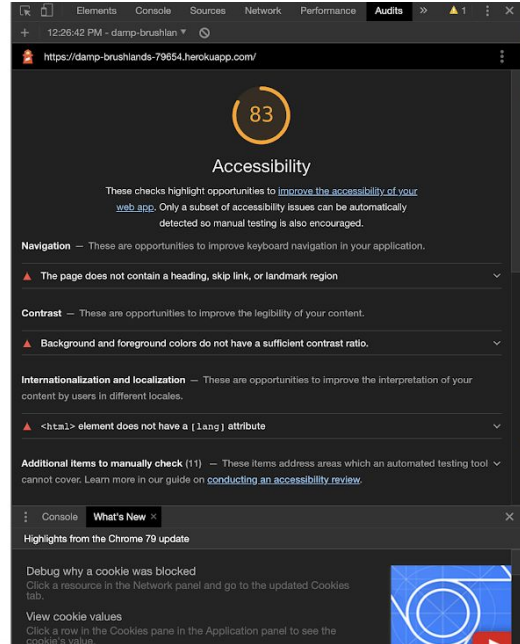 Elements Console Sources Network Performance Audits » 1
12:26:42 PM - damp-brushlan
https://damp-brushlands-79654.herokuapp.com/
83
Accessibility
These checks highlight opportunities to improve the accessibility of your
web app. Only a subset of accessibility issues can be automatically
detected so manual testing is also encouraged.
Navigation — These are opportunities to improve keyboard navigation in your application.
The page does not contain a heading, skip link, or landmark region
Contrast — These are opportunities to improve the legibility of your content.
Background and foreground colors do not have a sufficient contrast ratio.
Internationalization and localization — These are opportunities to improve the interpretation of your
content by users in different locales.
<html> element does not have a [lang] attribute
Additional items to manually check (11) — These items address areas which an automated testing tool
cannot cover. Learn more in our guide on conducting an accessibility review.
Console What's New ×
Highlights from the Chrome 79 update
Debug why a cookie was blocked
Click a resource in the Network panel and go to the updated Cookies
tab.
View cookie values
Click a row in the Cookies pane in the Application panel to see the
cookie's value.